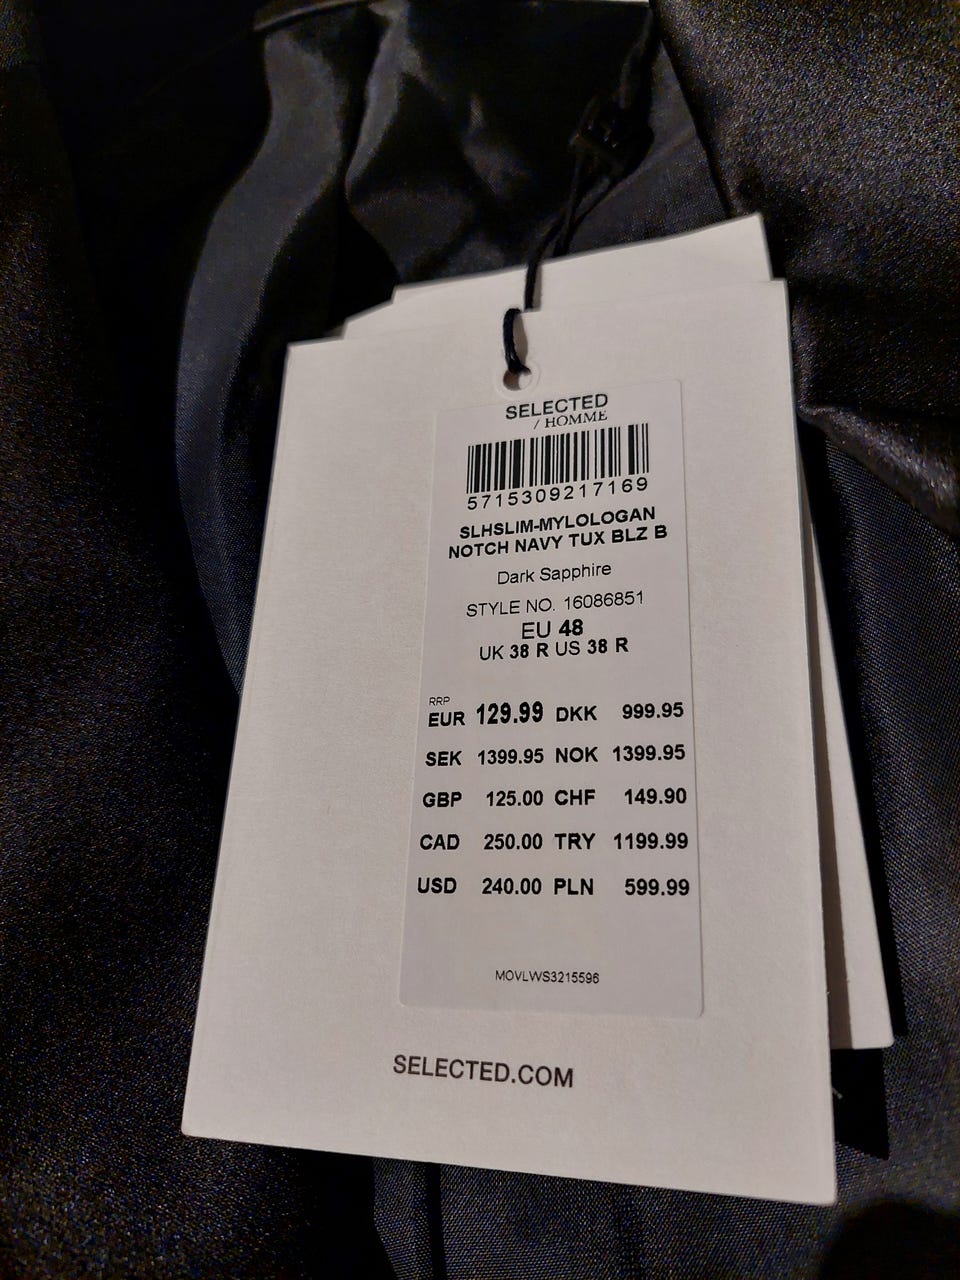 SELECTED
/ HOMME
5715309217169
SLHSLIM-MYLOLOGAN
NOTCH NAVY TUX BLZ B
Dark Sapphire
STYLE NO. 16086851
EU 48
UK 38 R US 38 R
RRP
EUR 129.99 DKK 999.95
SEK 1399.95 NOK 1399.95
GBP 125.00 CHF 149.90
CAD 250.00 TRY 1199.99
USD 240.00 PLN 599.99
MOVLWS3215596
SELECTED.COM